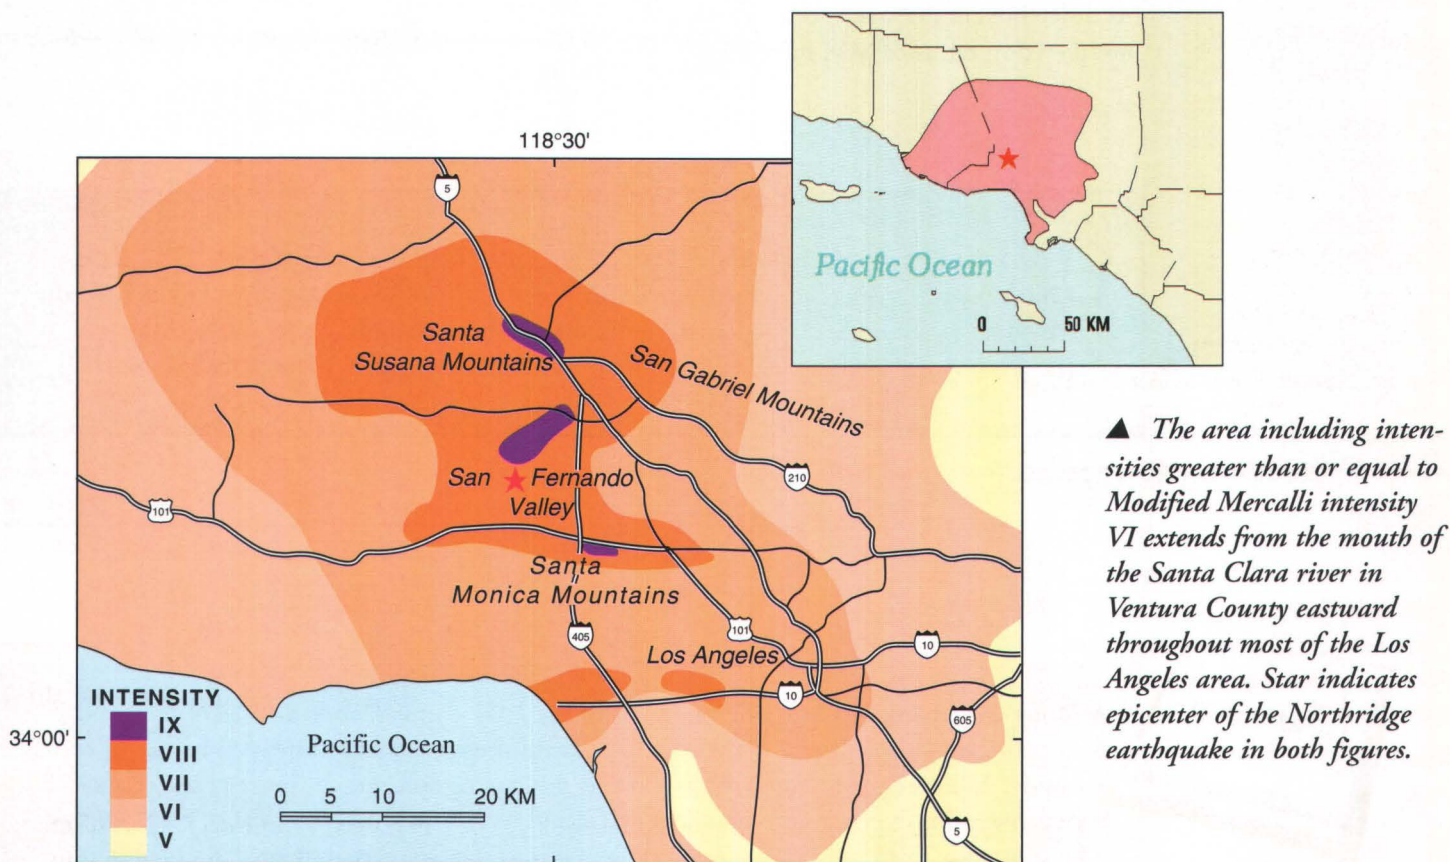 118°30'
5
Santa
Susana Mountains
San Gabriel Mountains
San Fernando
Valley
210
101
Santa
Monica Mountains
405
101
Los Angeles
10
10
605
5
34°00'
INTENSITY
IX
VIII
VII
VI
V
Pacific Ocean
0 5 10 20 KM
Pacific Ocean
0 50 KM
▲ The area including inten-
sities greater than or equal to
Modified Mercalli intensity
VI extends from the mouth of
the Santa Clara river in
Ventura County eastward
throughout most of the Los
Angeles area. Star indicates
epicenter of the Northridge
earthquake in both figures.